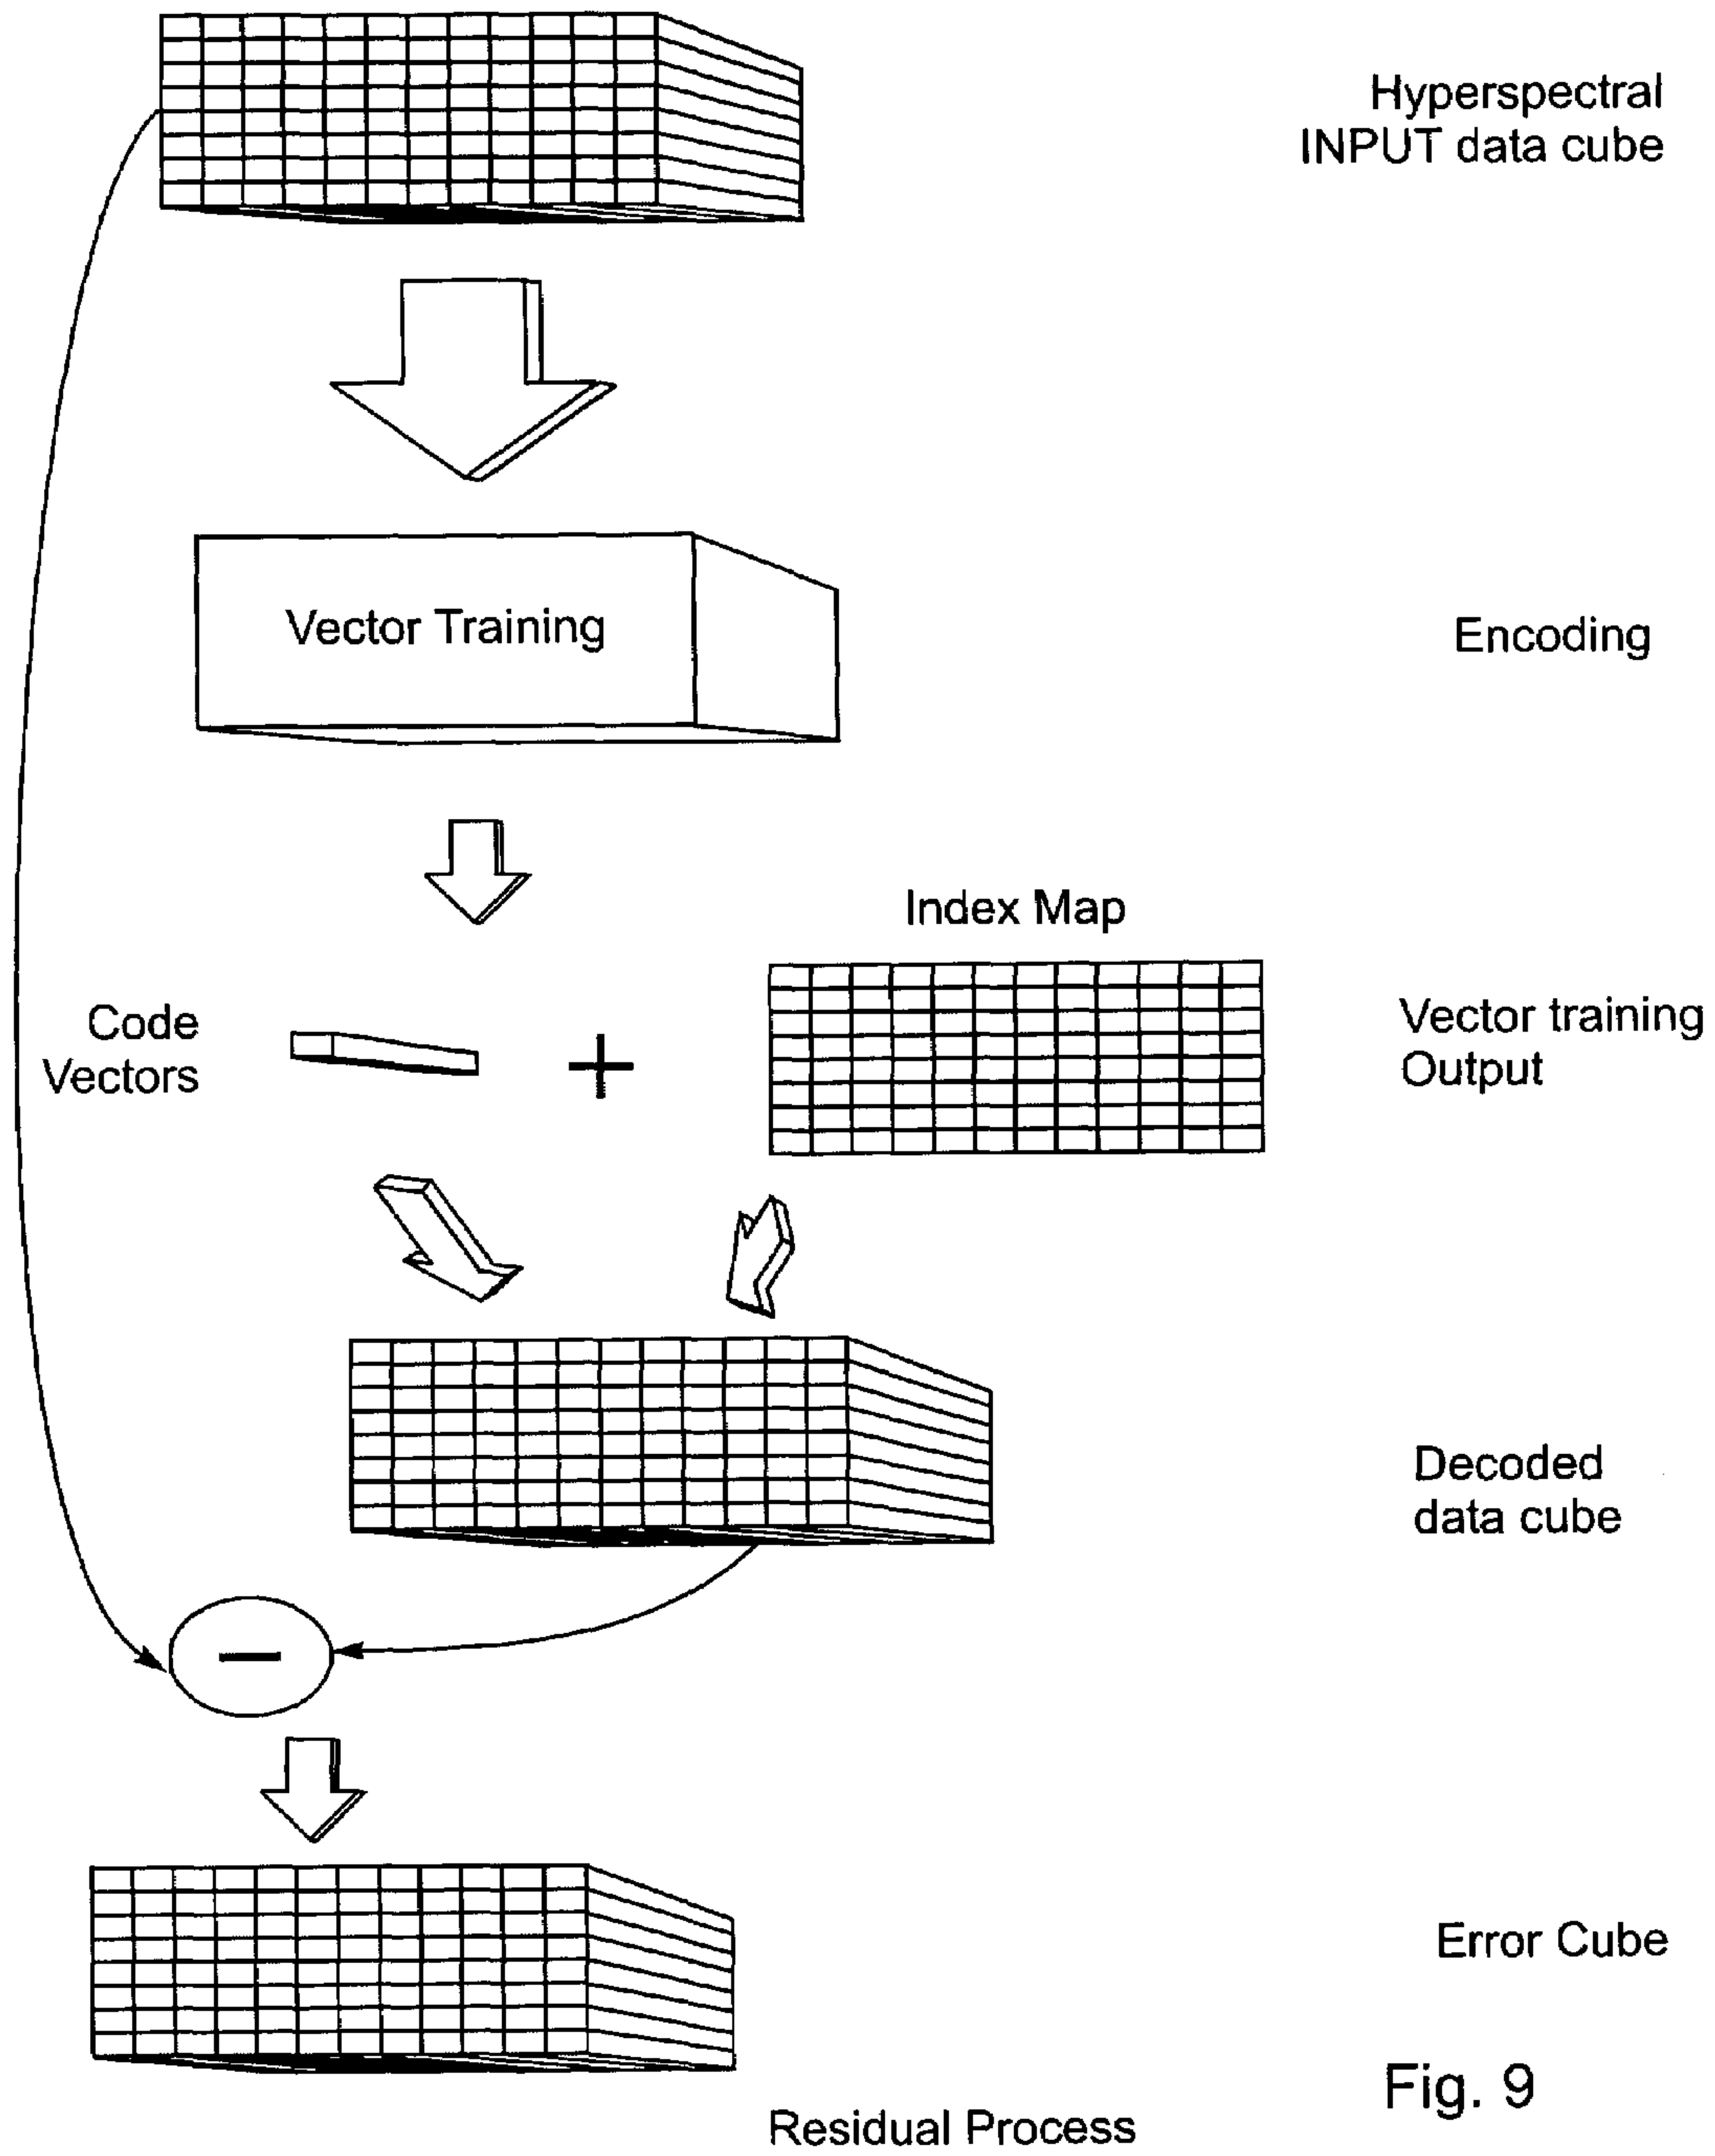 Hyperspectral
INPUT data cube
Vector Training
Encoding
Index Map
Code
Vectors
+
Vector training
Output
Decoded
data cube
−
Error Cube
Fig. 9
Residual Process